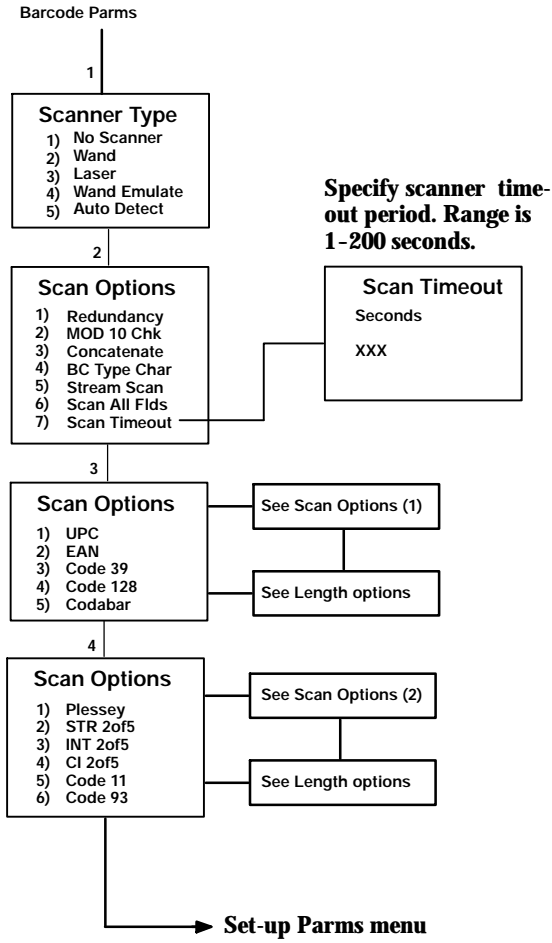 Barcode Parms
1
Scanner Type
1) No Scanner
2) Wand
3) Laser
4) Wand Emulate
5) Auto Detect
Specify scanner time-
out period. Range is
1-200 seconds.
2
Scan Options
1) Redundancy
2) MOD 10 Chk
3) Concatenate
4) BC Type Char
5) Stream Scan
6) Scan All Flds
7) Scan Timeout
Scan Timeout
Seconds
XXX
3
Scan Options
1) UPC
2) EAN
3) Code 39
4) Code 128
5) Codabar
See Scan Options (1)
See Length options
4
Scan Options
1) Plessey
2) STR 2of5
3) INT 2of5
4) CI 2of5
5) Code 11
6) Code 93
See Scan Options (2)
See Length options
Set-up Parms menu